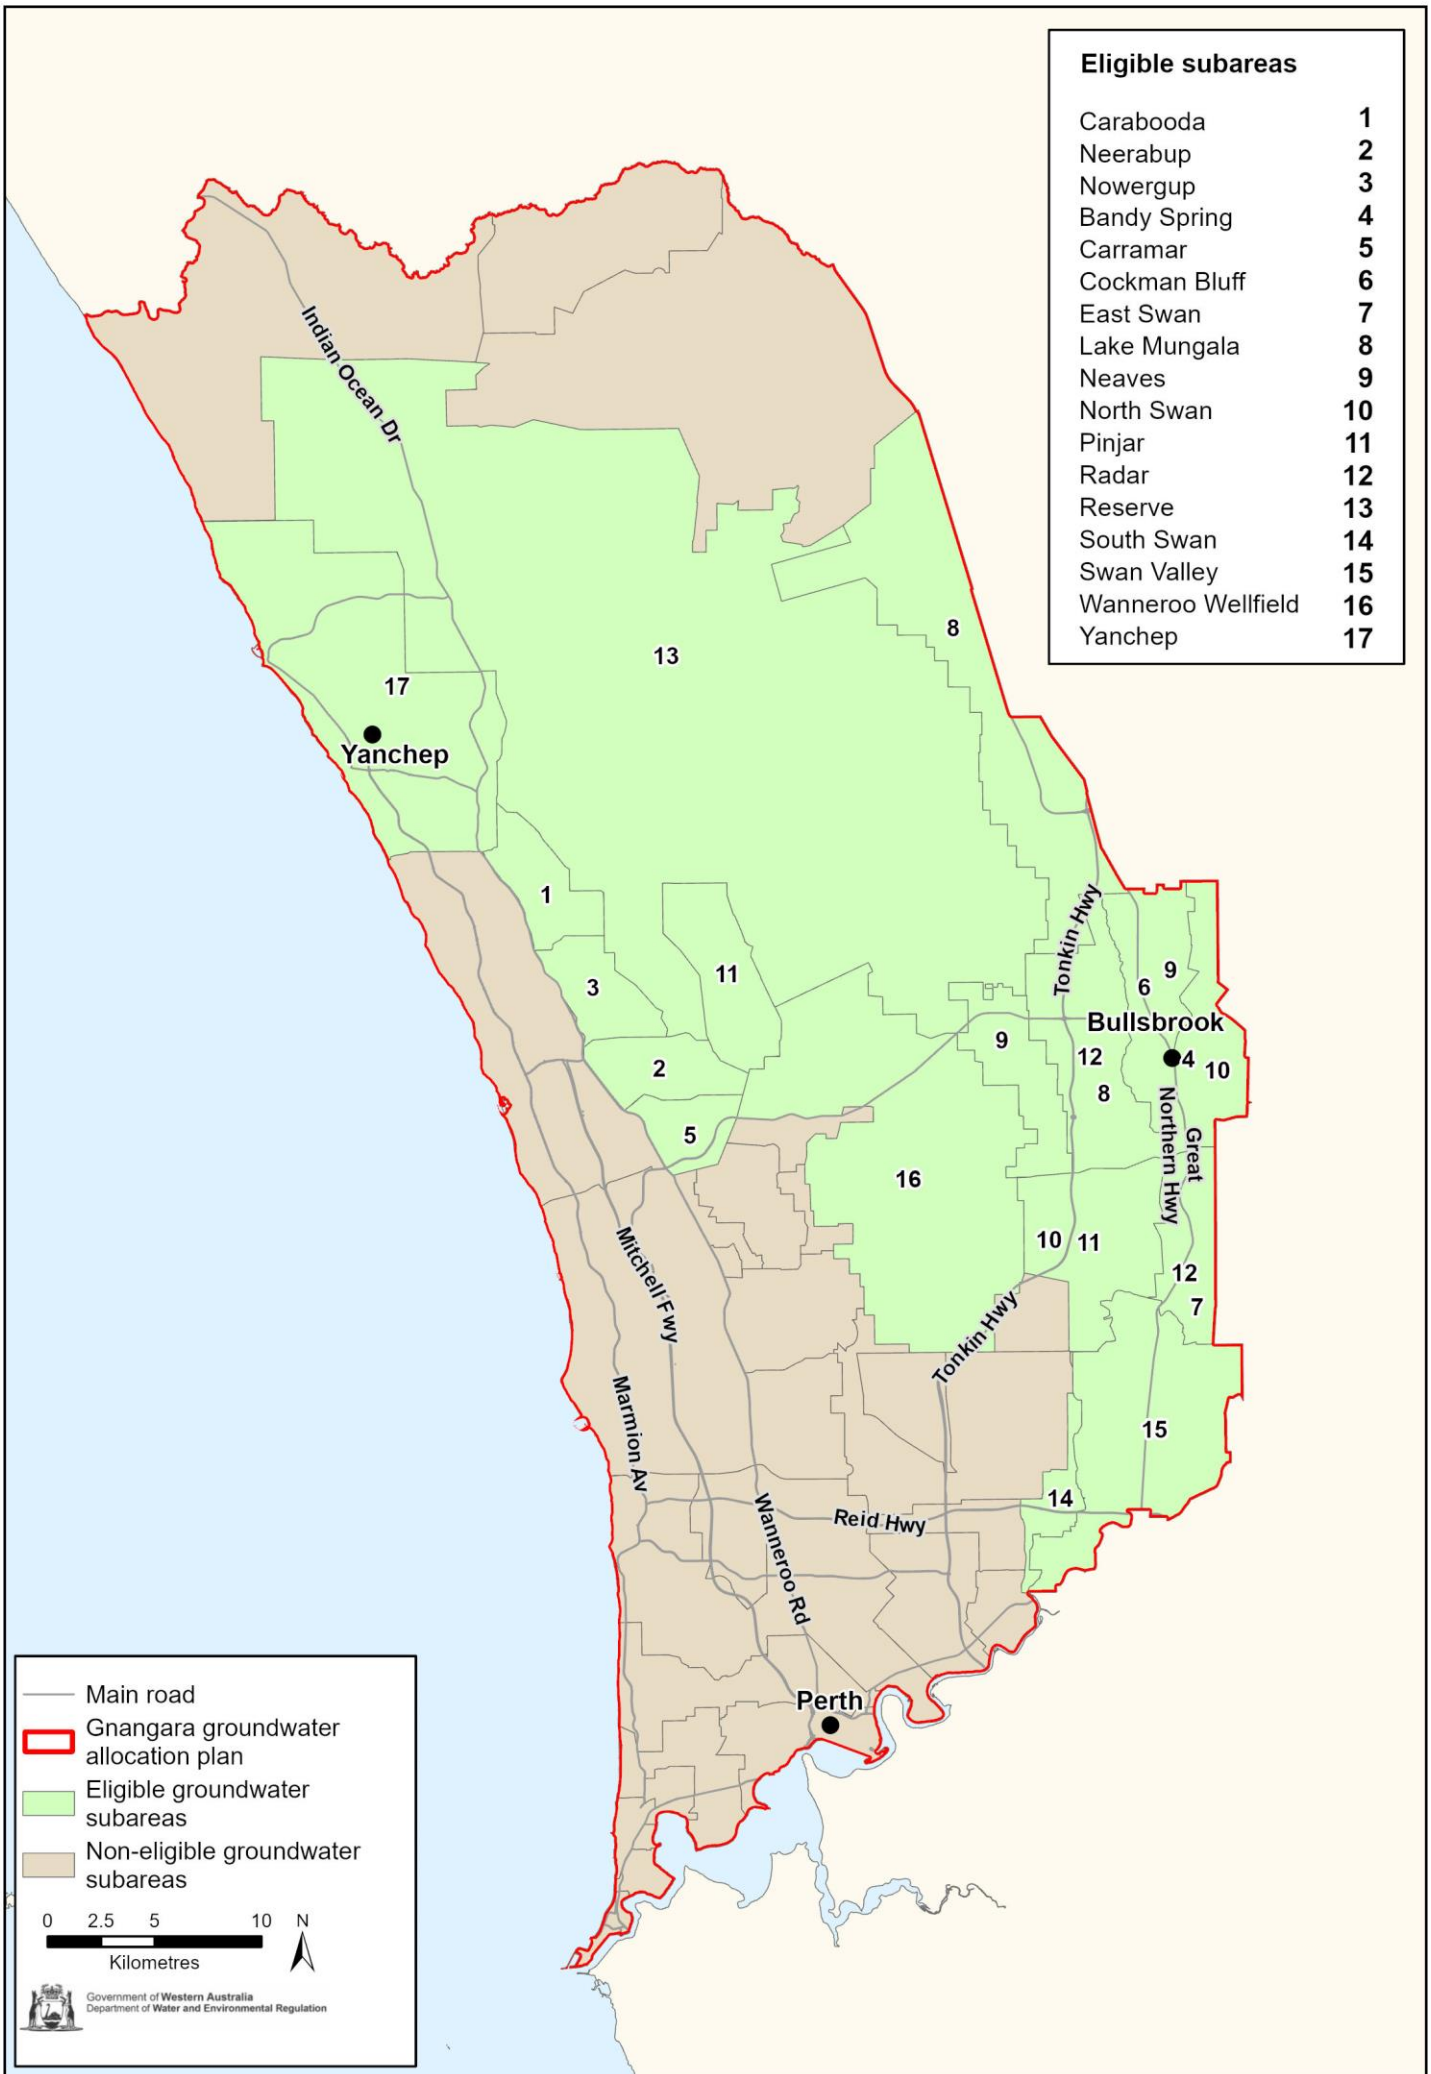 Eligible subareas
Carabooda 1
Neerabup 2
Nowergup 3
Bandy Spring 4
Carramar 5
Cockman Bluff 6
East Swan 7
Lake Mungala 8
Neaves 9
North Swan 10
Pinjar 11
Radar 12
Reserve 13
South Swan 14
Swan Valley 15
Wanneroo Wellfield 16
Yanchep 17
Indian Ocean Dr
8
13
17
Yanchep
1
Tonkin Hwy
11
9
3
6
Bullsbrook
9
12
4
2
10
8
5
Great
Northern Hwy
16
10
11
12
7
Mitchell Fwy
Tonkin Hwy
Marmion Av
15
14
Wanneroo Rd
Reid Hwy
Perth
Main road
Gnangara groundwater
allocation plan
Eligible groundwater
subareas
Non-eligible groundwater
subareas
0 2.5 5 10 N
Kilometres
Government of Western Australia
Department of Water and Environmental Regulation